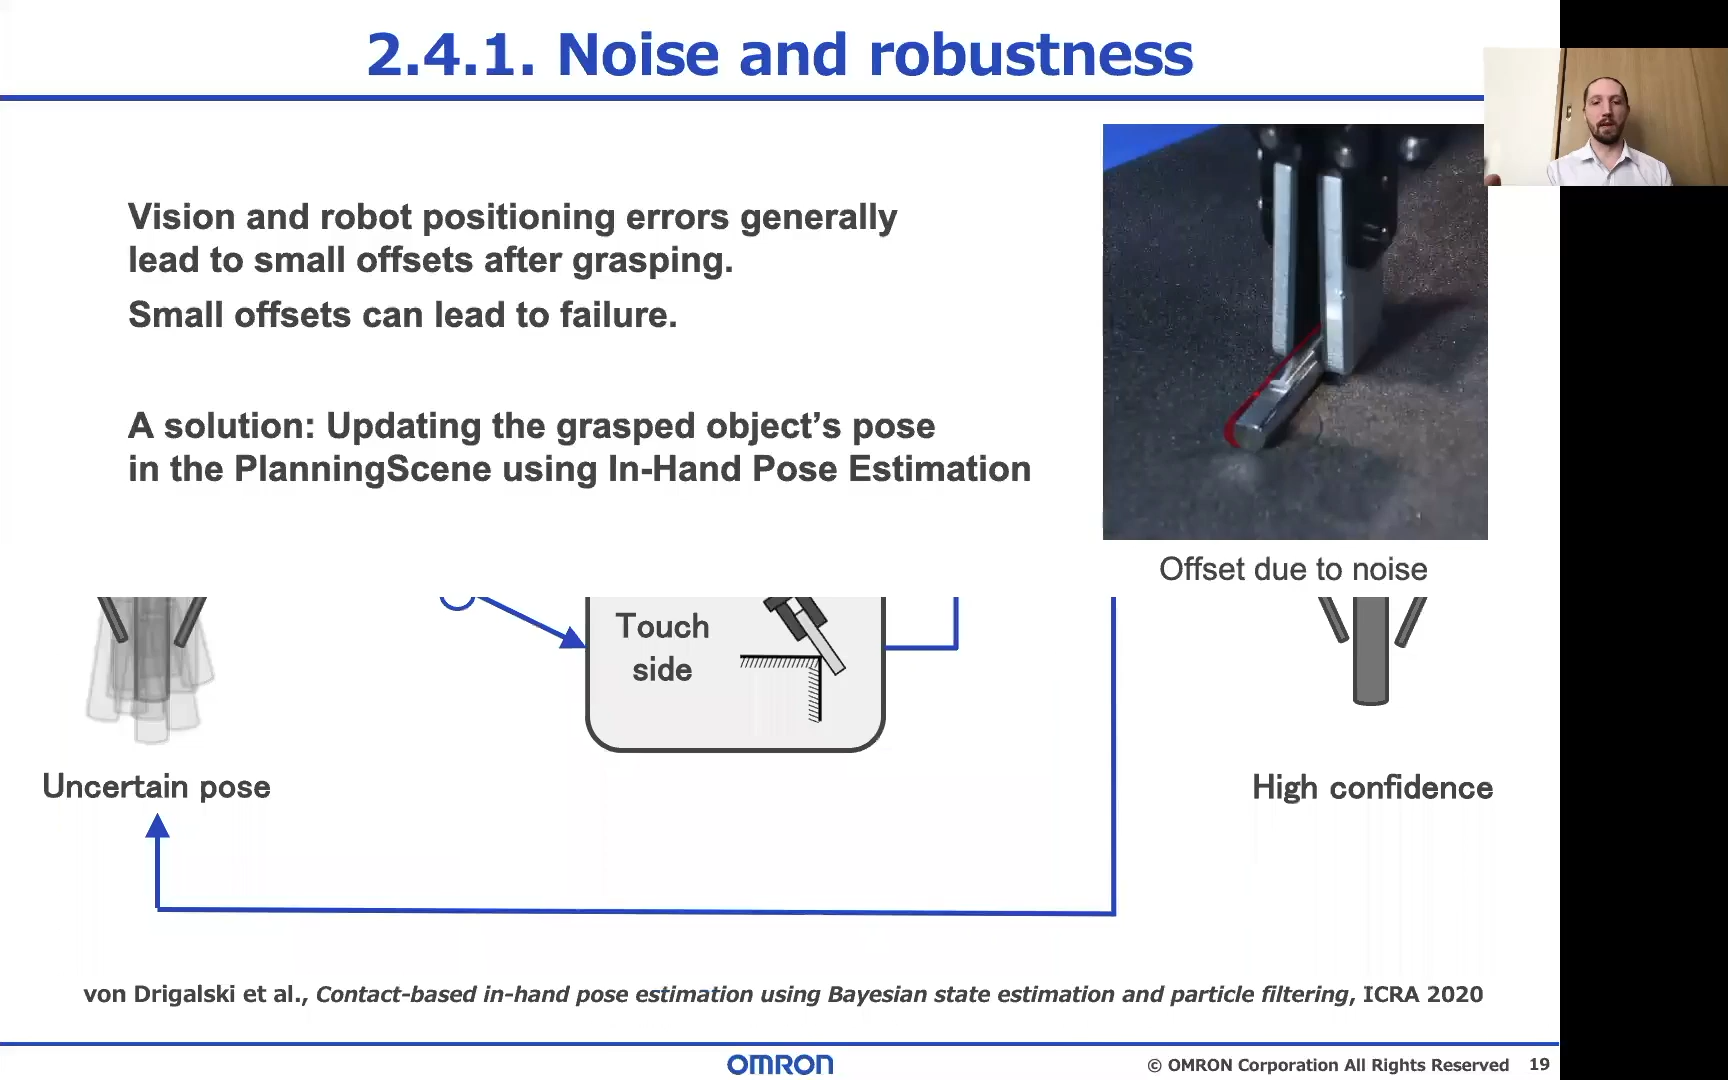 2.4.1. Noise and robustness
Vision and robot positioning errors generally
lead to small offsets after grasping.
Small offsets can lead to failure.
A solution: Updating the grasped object’s pose
in the PlanningScene using In-Hand Pose Estimation
Offset due to noise
Touch
side
Uncertain pose
High confidence
von Drigalski et al., Contact-based in-hand pose estimation using Bayesian state estimation and particle filtering, ICRA 2020
OMRON
© OMRON Corporation All Rights Reserved 19